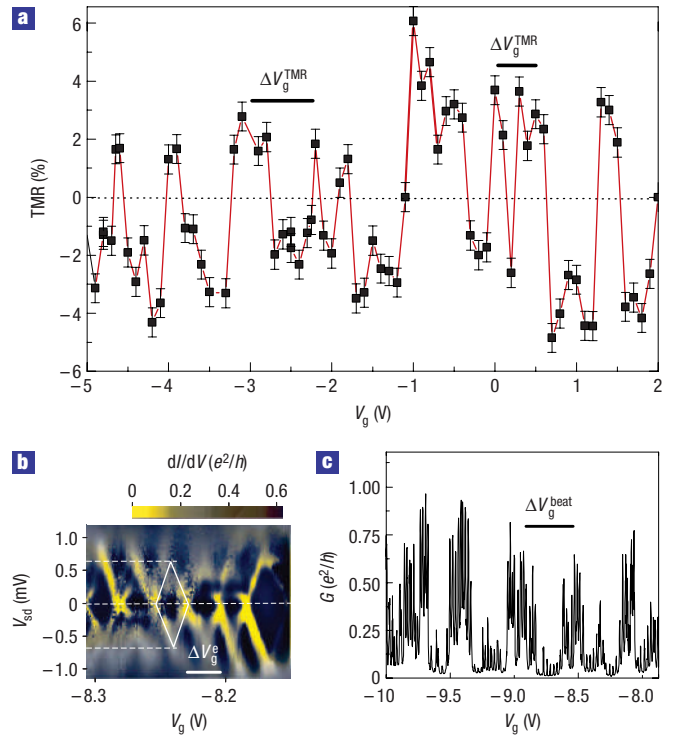 a
6
4
2
0
−2
−4
−6
TMR (%)
ΔV_g^TMR
ΔV_g^TMR
−5 −4 −3 −2 −1 0 1 2
V_g (V)
b
dI/dV (e²/h)
0 0.2 0.4 0.6
1.0
0.5
0
−0.5
−1.0
V_sd (mV)
ΔV_g^e
−8.3 −8.2
V_g (V)
c
1.00
0.75
0.50
0.25
0
G (e²/h)
ΔV_g^beat
−10 −9.5 −9.0 −8.5 −8.0
V_g (V)